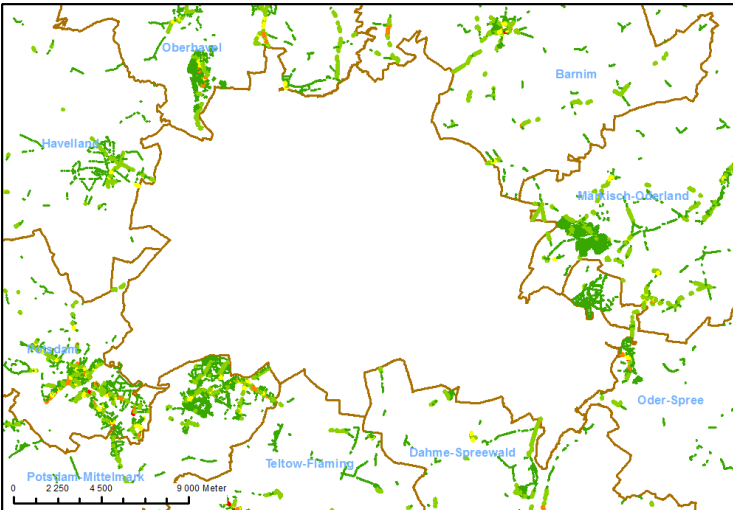 Oberhavel
Barnim
Havelland
Märkisch-Oderland
Potsdam
Oder-Spree
Dahme-Spreewald
Teltow-Fläming
Potsdam-Mittelmark
0 2 250 4 500 9 000 Meter